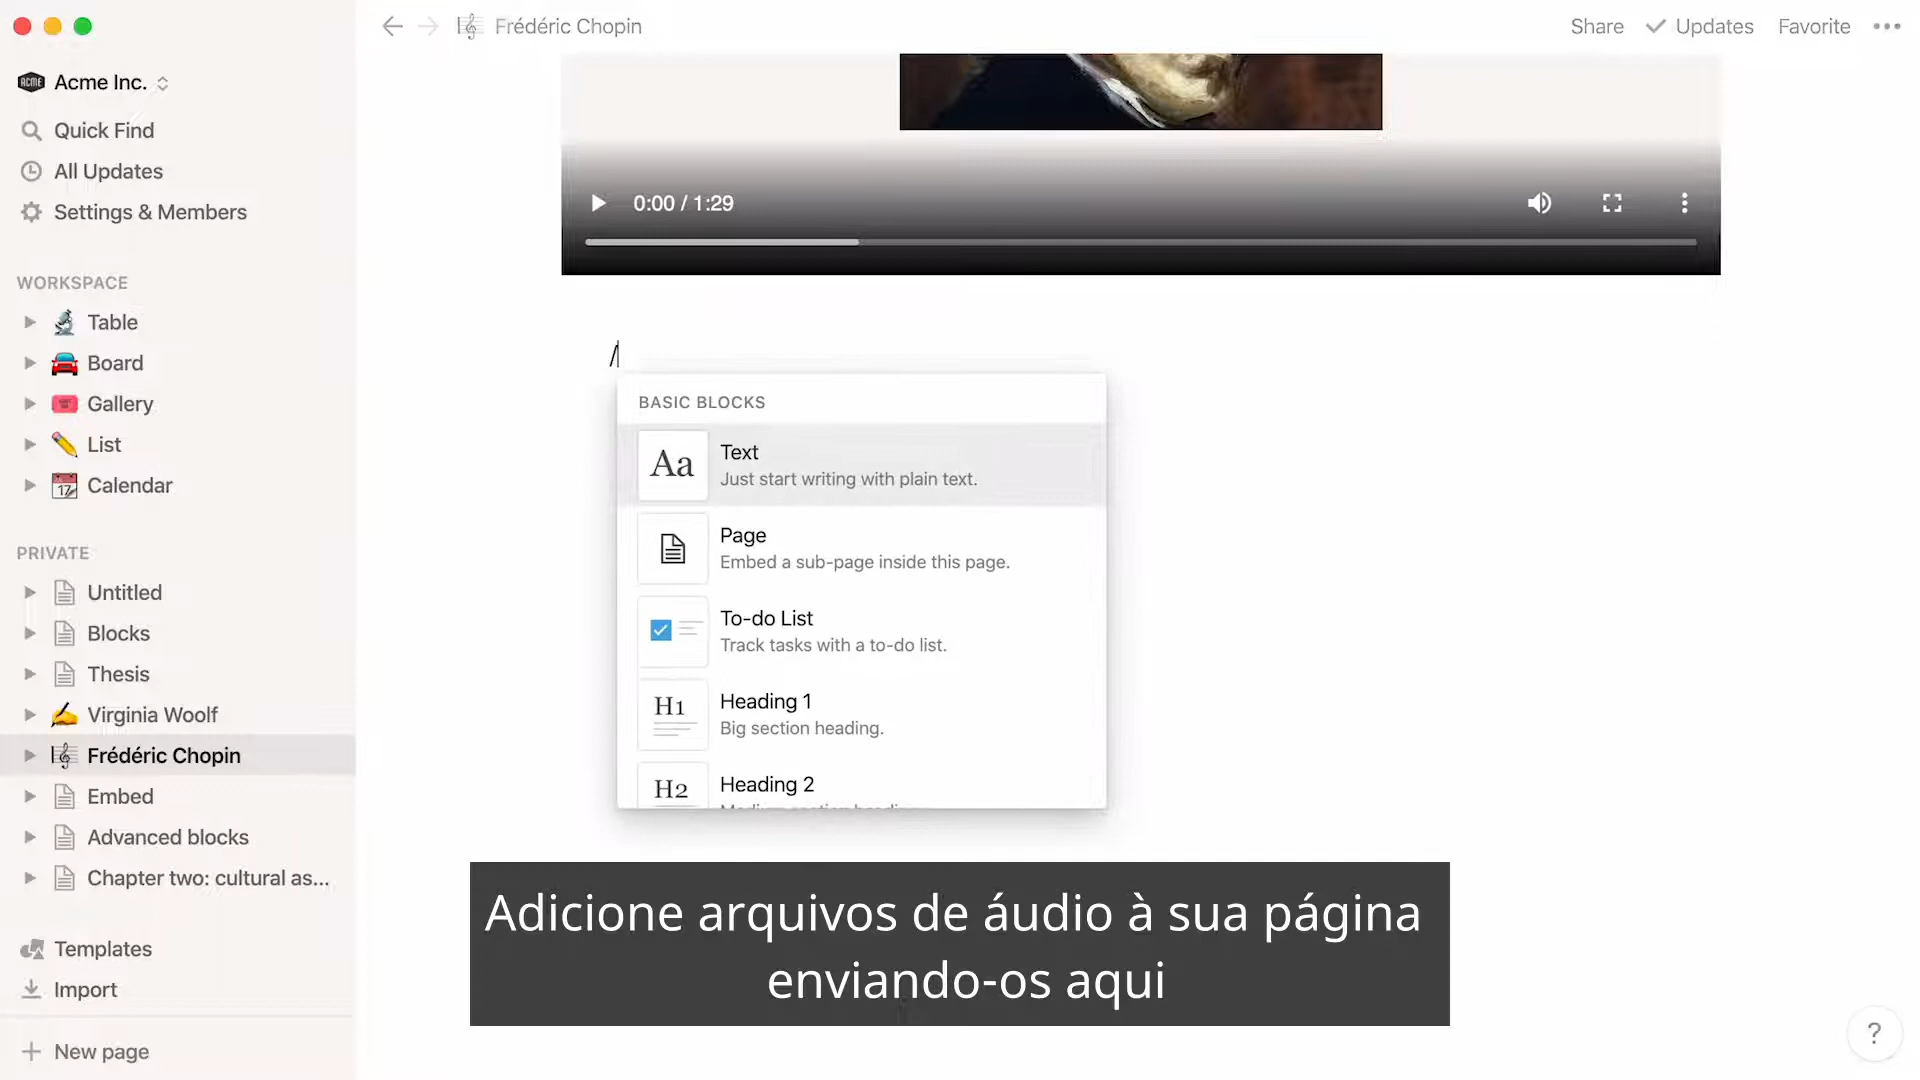 Acme Inc.
Quick Find
All Updates
Settings & Members
WORKSPACE
Table
Board
Gallery
List
Calendar
PRIVATE
Untitled
Blocks
Thesis
Virginia Woolf
Frédéric Chopin
Embed
Advanced blocks
Chapter two: cultural as...
Templates
Import
New page
Frédéric Chopin
Share
Updates
Favorite
0:00 / 1:29
/
BASIC BLOCKS
Aa
Text
Just start writing with plain text.
Page
Embed a sub-page inside this page.
To-do List
Track tasks with a to-do list.
H1
Heading 1
Big section heading.
H2
Heading 2
Adicione arquivos de áudio à sua página
enviando-os aqui
?